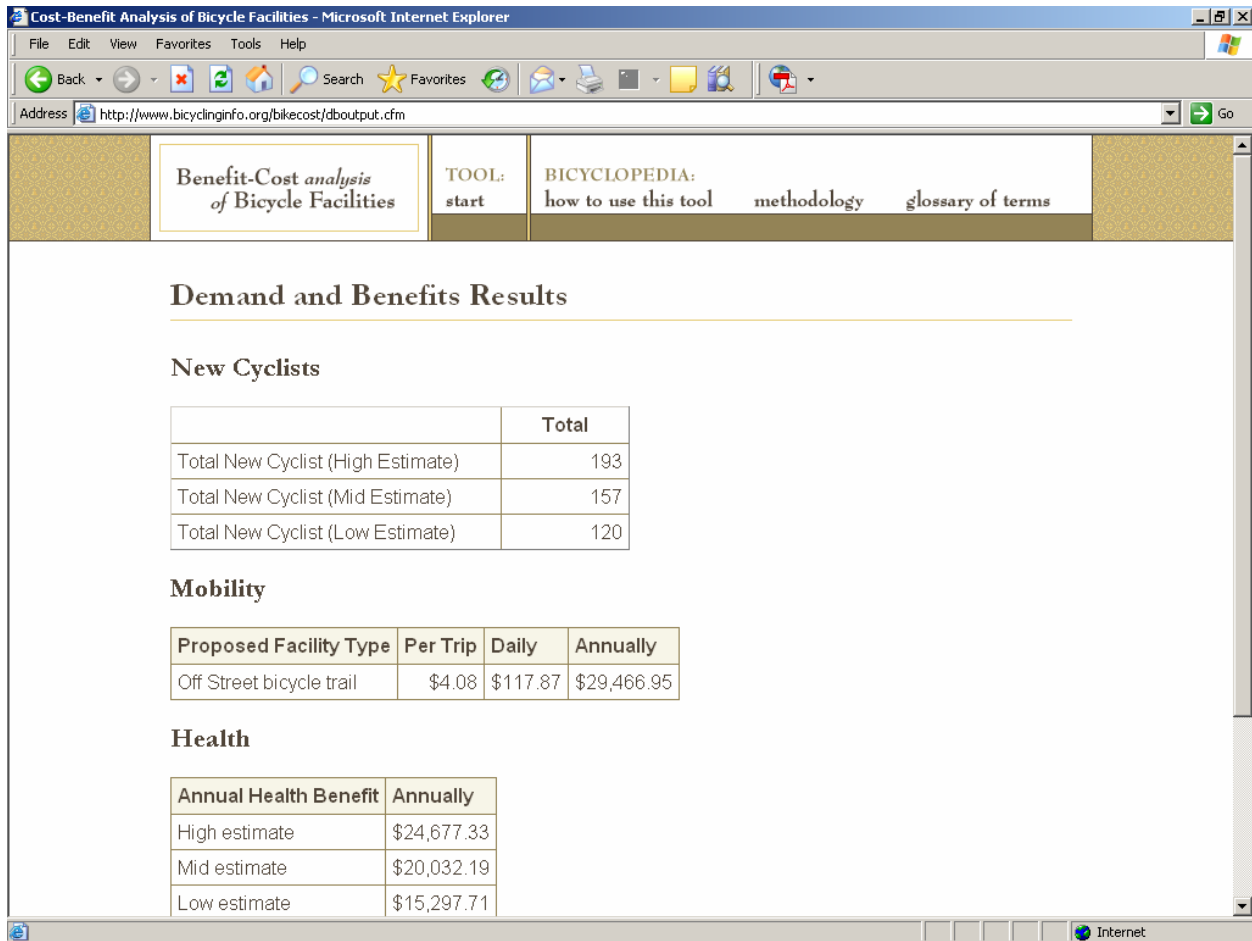 Cost-Benefit Analysis of Bicycle Facilities - Microsoft Internet Explorer
File Edit View Favorites Tools Help
Back Search Favorites
Address http://www.bicyclinginfo.org/bikecost/dboutput.cfm Go
Benefit-Cost analysis
of Bicycle Facilities
TOOL:
start
BICYCLOPEDIA:
how to use this tool methodology glossary of terms
Demand and Benefits Results
New Cyclists
Total
Total New Cyclist (High Estimate) 193
Total New Cyclist (Mid Estimate) 157
Total New Cyclist (Low Estimate) 120
Mobility
Proposed Facility Type Per Trip Daily Annually
Off Street bicycle trail $4.08 $117.87 $29,466.95
Health
Annual Health Benefit Annually
High estimate $24,677.33
Mid estimate $20,032.19
Low estimate $15,297.71
Internet